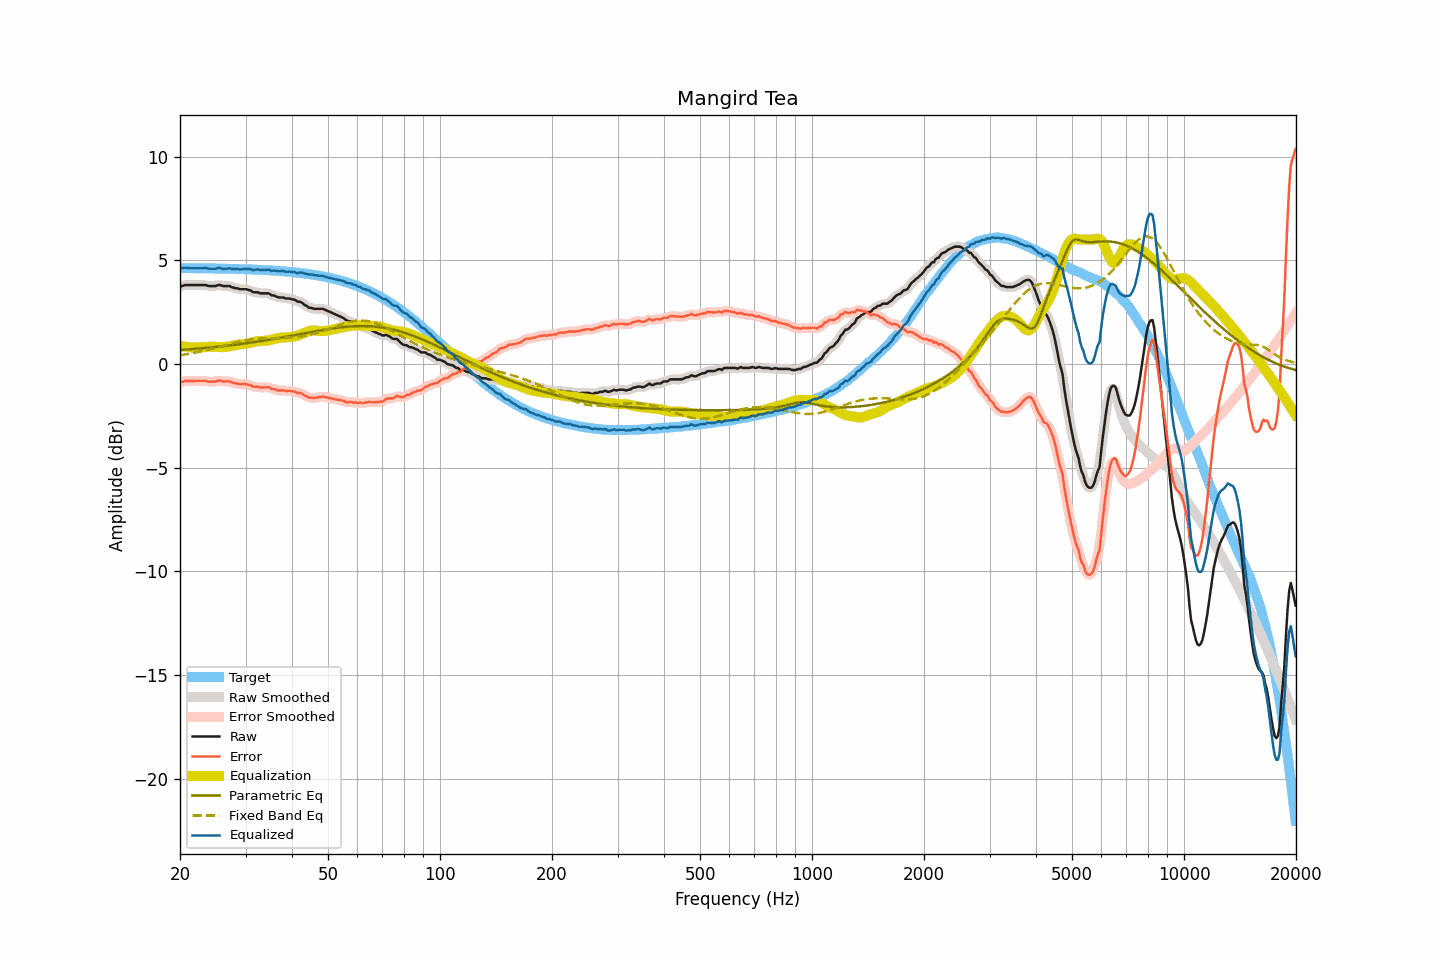 Mangird Tea
10
5
0
−5
−10
−15
−20
Amplitude (dBr)
Target
Raw Smoothed
Error Smoothed
Raw
Error
Equalization
Parametric Eq
Fixed Band Eq
Equalized
20 50 100 200 500 1000 2000 5000 10000 20000
Frequency (Hz)